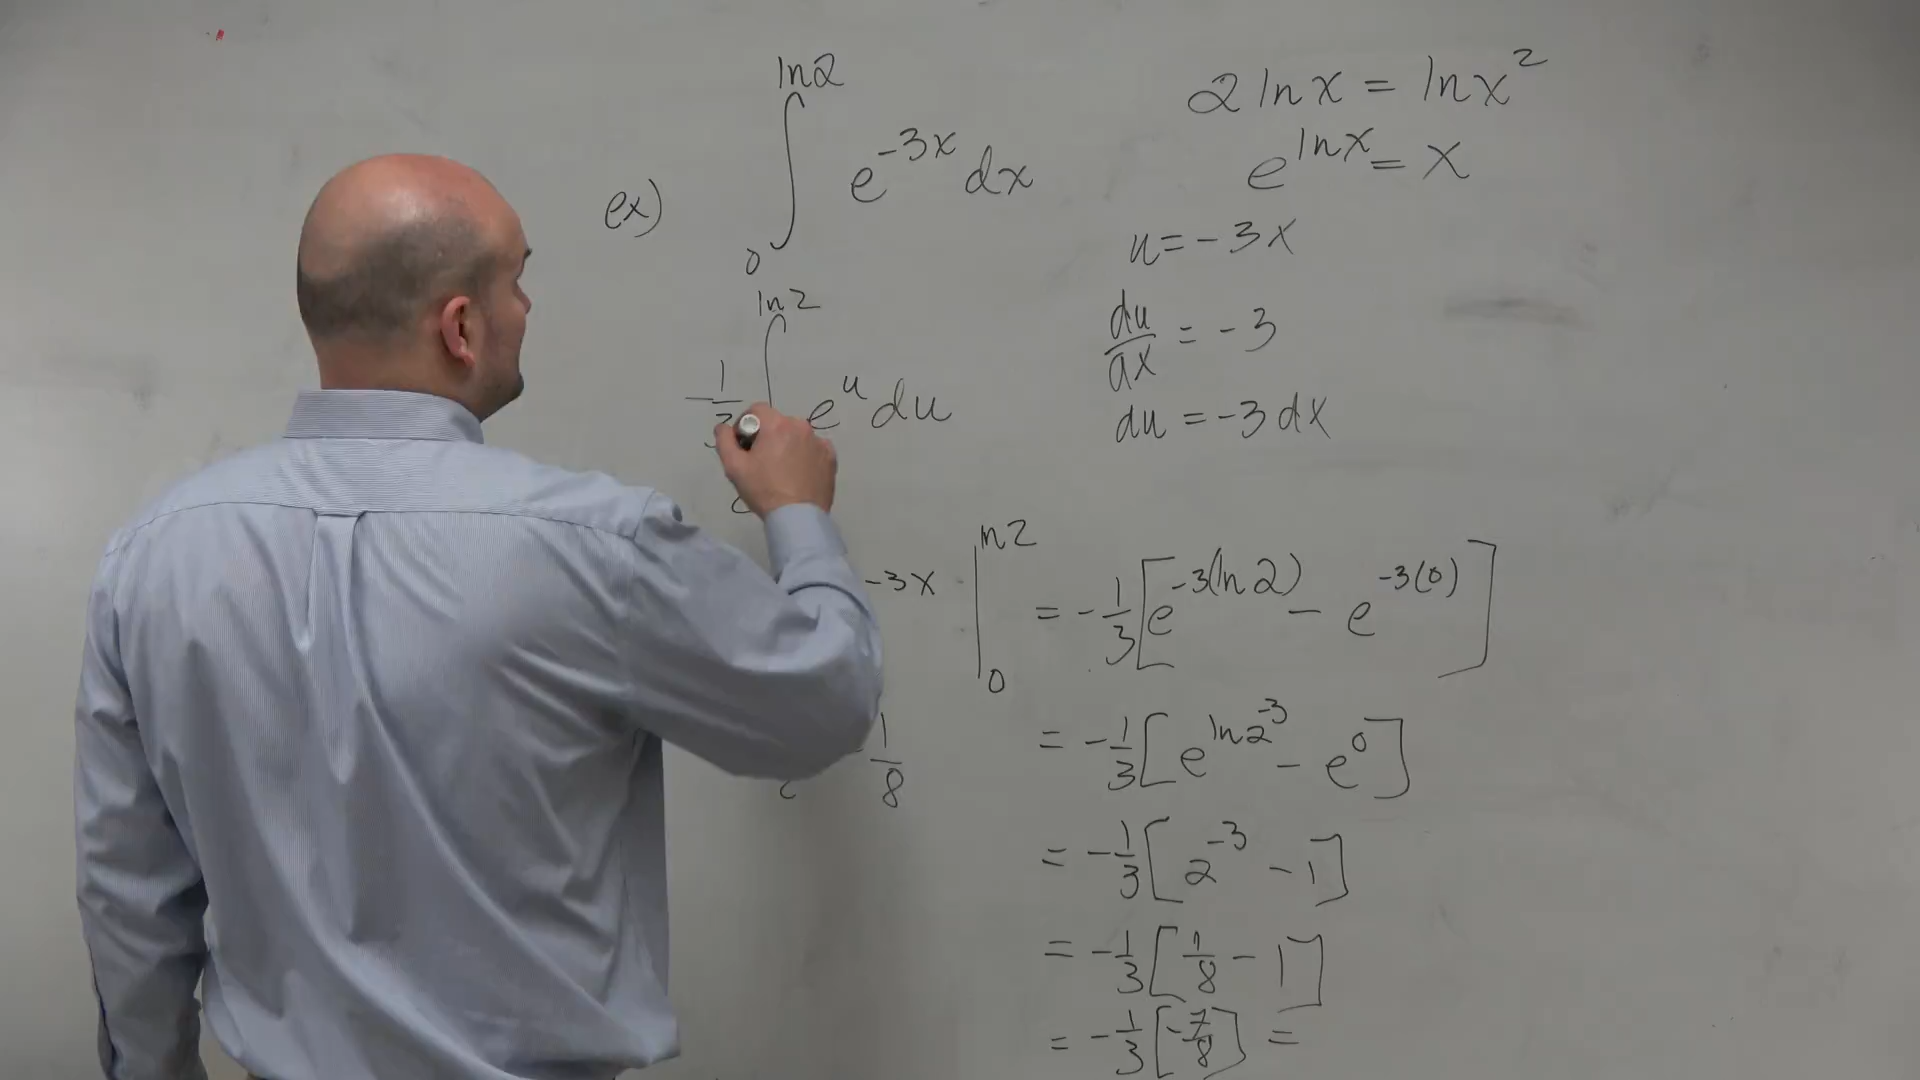 ex) ∫₀^{ln2} e^{-3x} dx
-1/3 ∫^{ln2} e^u du
-3x |₀^{ln2} = -1/3 [e^{-3(ln2)} - e^{-3(0)}]
1/8
= -1/3 [e^{ln2^{-3}} - e^0]
= -1/3 [2^{-3} - 1]
= -1/3 [1/8 - 1]
= -1/3 [-7/8] =
2 ln x = ln x²
e^{ln x} = x
u = -3x
du/dx = -3
du = -3 dx